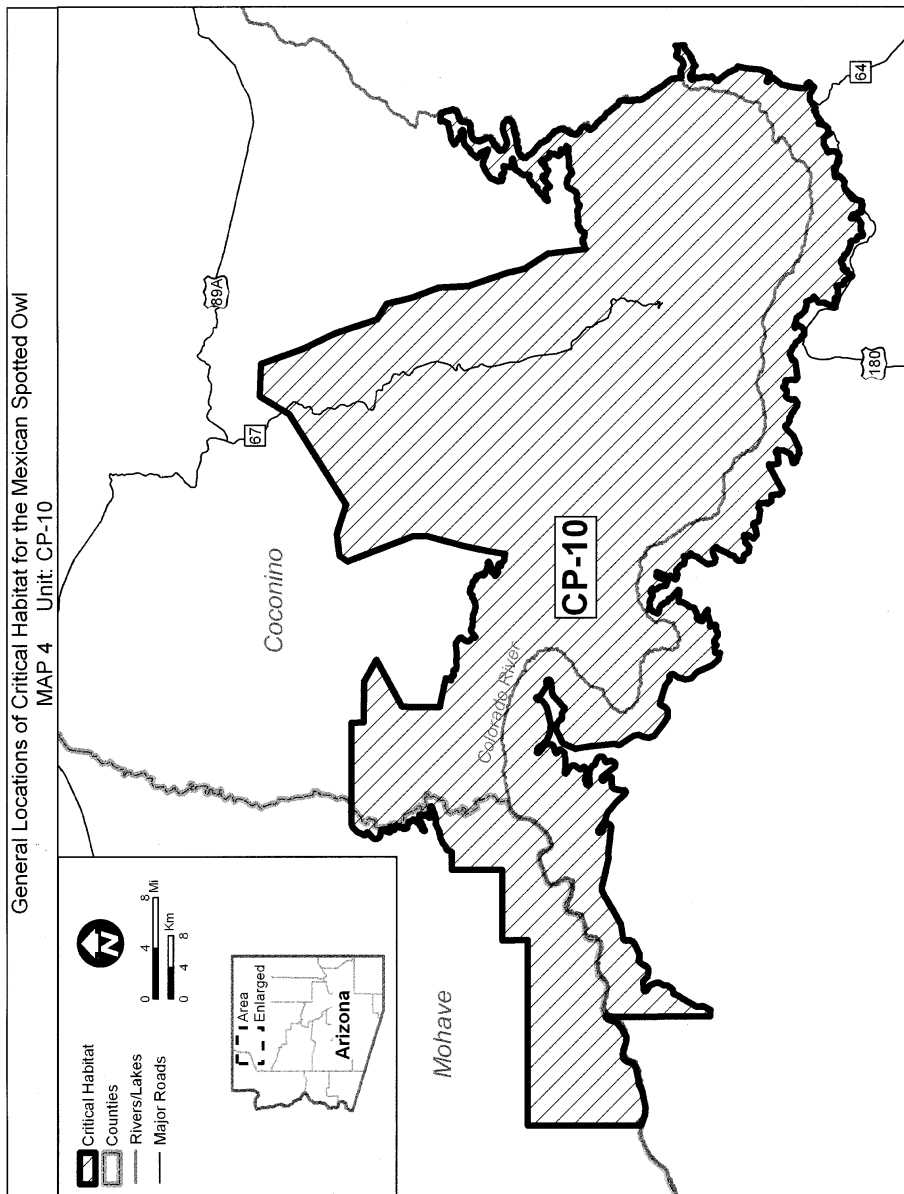 General Locations of Critical Habitat for the Mexican Spotted Owl
MAP 4 Unit: CP-10
Critical Habitat
Counties
Rivers/Lakes
Major Roads
N
0 4 8
Mi
Km
0 4 8
Area
Enlarged
Arizona
Mohave
Coconino
Colorado River
CP-10
67
89A
180
64